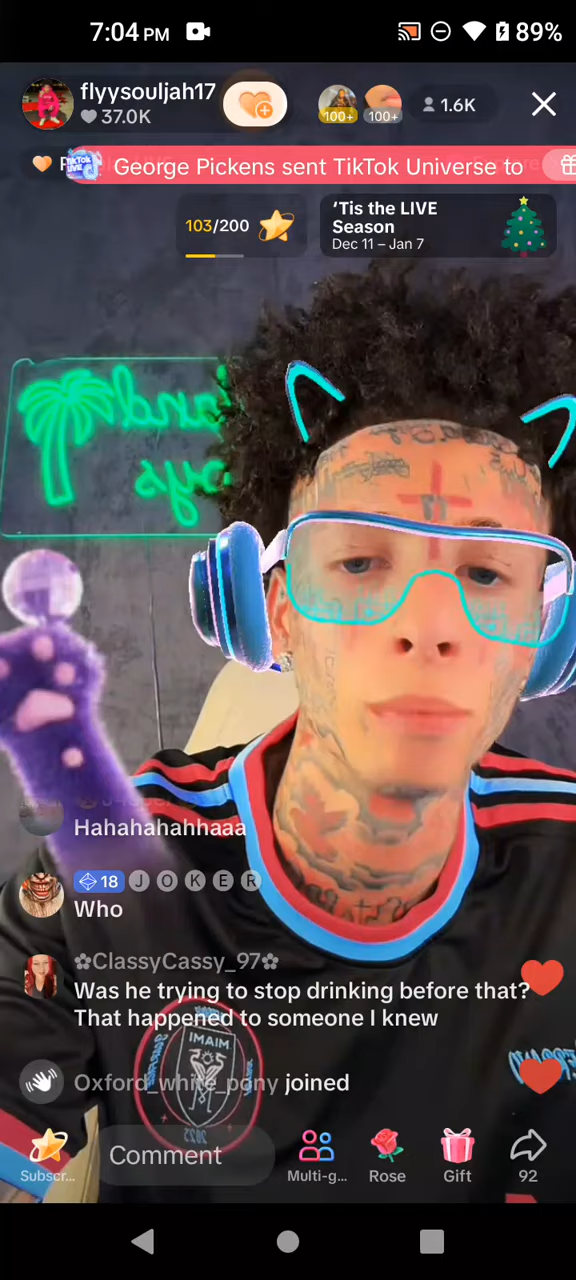 7:04 PM
89%
flyysouljah17
37.0K
100+
100+
1.6K
George Pickens sent TikTok Universe to
103/200
'Tis the LIVE
Season
Dec 11 – Jan 7
Hahahahahhaaa
18 J O K E R
Who
✿ClassyCassy_97✿
Was he trying to stop drinking before that?
That happened to someone I knew
IMAIM
Oxford_white_pony joined
Comment
Subscr...
Multi-g...
Rose
Gift
92